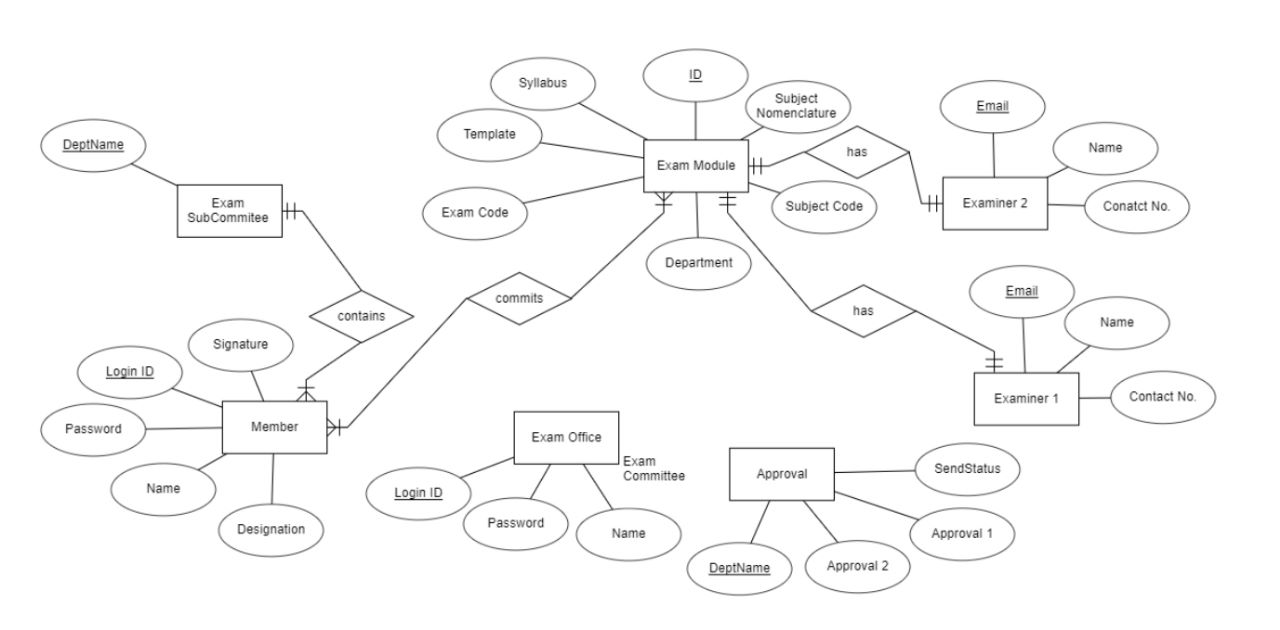 ID
Syllabus
Subject
Nomenclature
Email
Template
DeptName
Name
has
Exam Module
Exam
SubCommitee
Exam Code
Subject Code
Examiner 2
Conatct No.
Department
Email
commits
has
contains
Name
Signature
Login ID
Examiner 1
Contact No.
Password
Member
Exam Office
Exam
Committee
Approval
SendStatus
Name
Login ID
Password
Designation
Name
Approval 1
DeptName
Approval 2